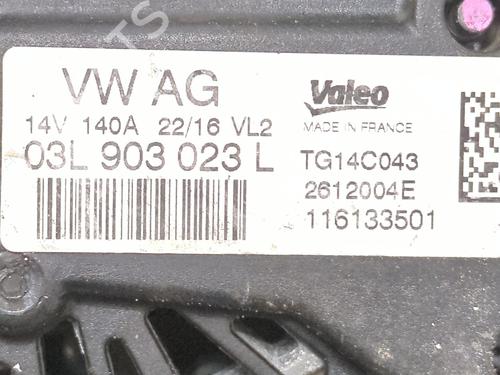 VW AG
14V 140A 22/16 VL2
03L 903 023 L
Valeo
MADE IN FRANCE
TG14C043
2612004E
116133501